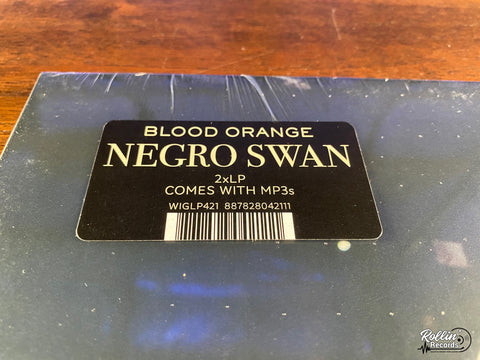 BLOOD ORANGE
NEGRO SWAN
2xLP
COMES WITH MP3s
WIGLP421 887828042111
Rollin
Records